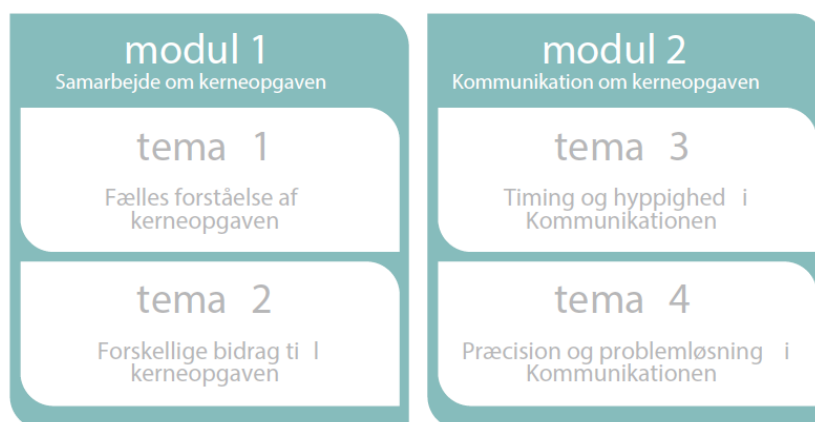 modul 1
Samarbejde om kerneopgaven
tema 1
Fælles forståelse af
kerneopgaven
tema 2
Forskellige bidrag ti l
kerneopgaven
modul 2
Kommunikation om kerneopgaven
tema 3
Timing og hyppighed i
Kommunikationen
tema 4
Præcision og problemløsning i
Kommunikationen